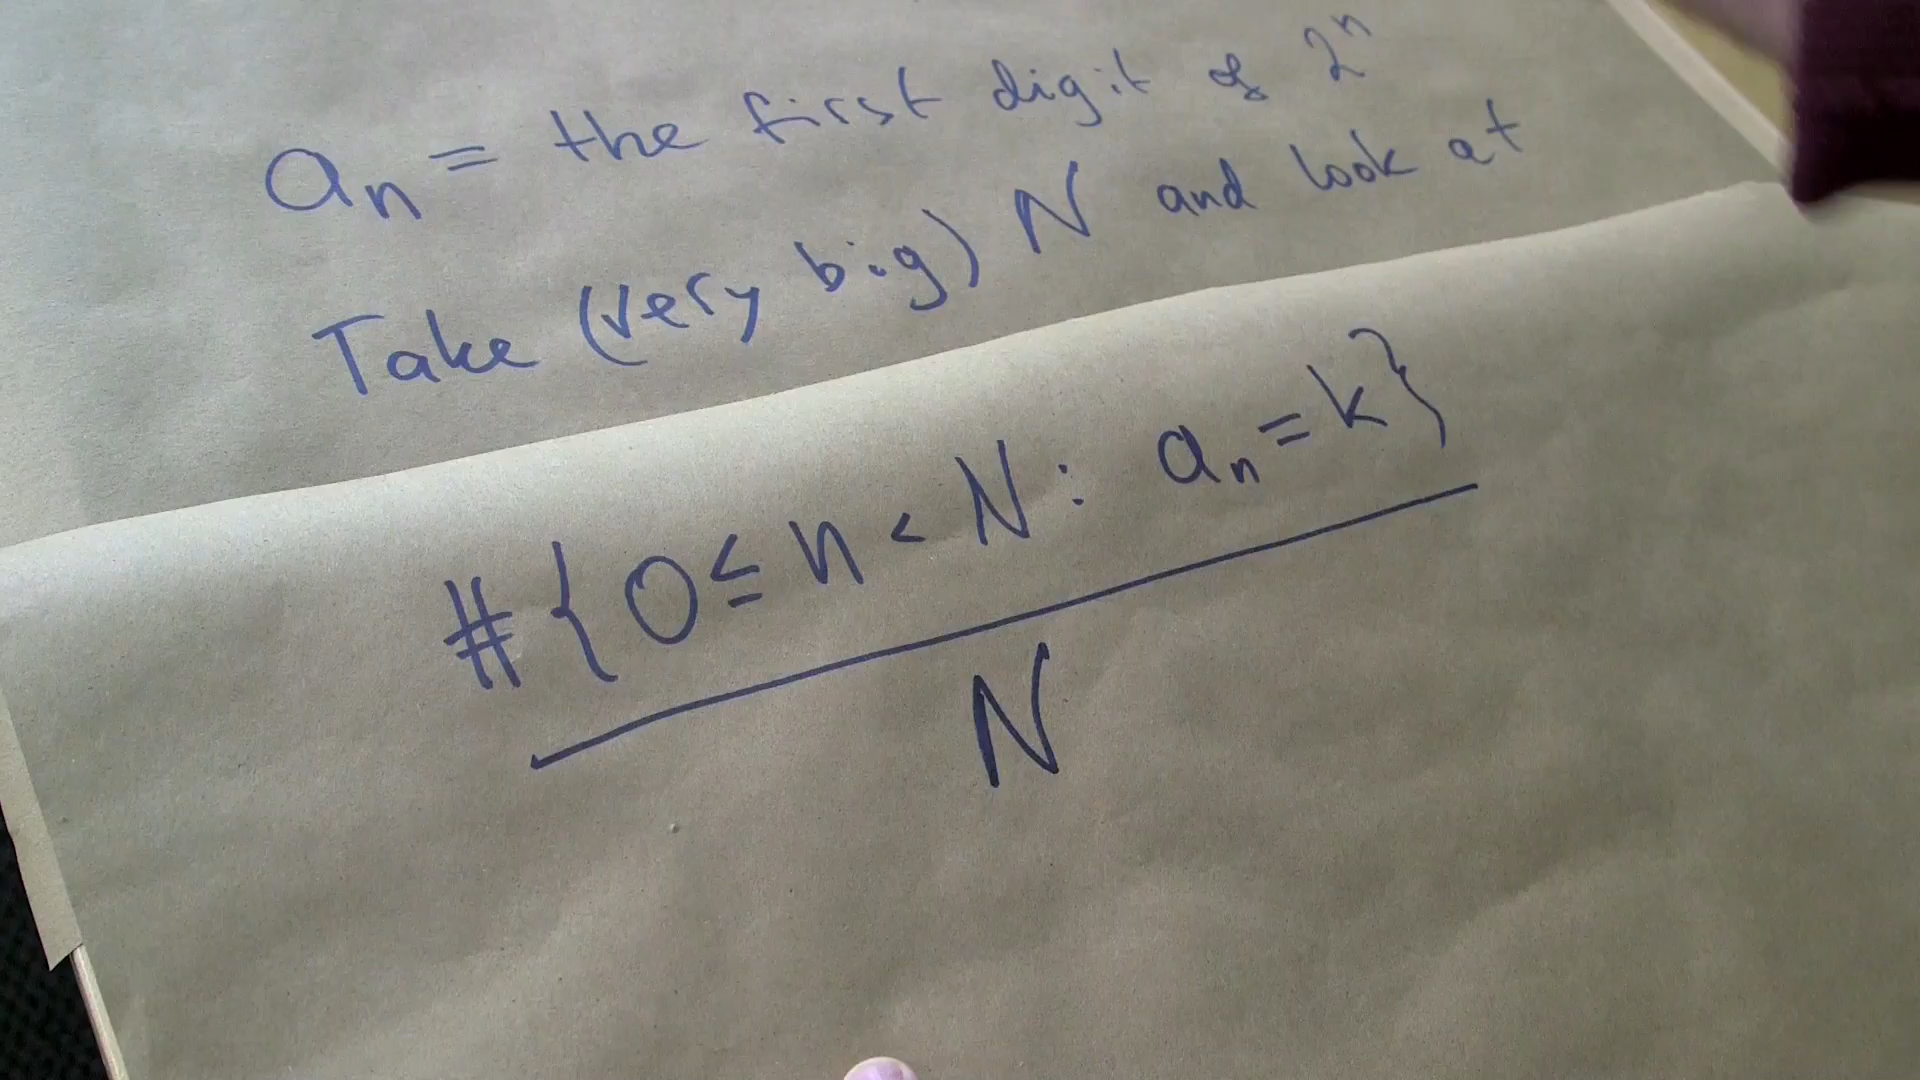 aₙ = the first digit of 2ⁿ
Take (very big) N and look at
#{0 ≤ n < N : aₙ = k}
N